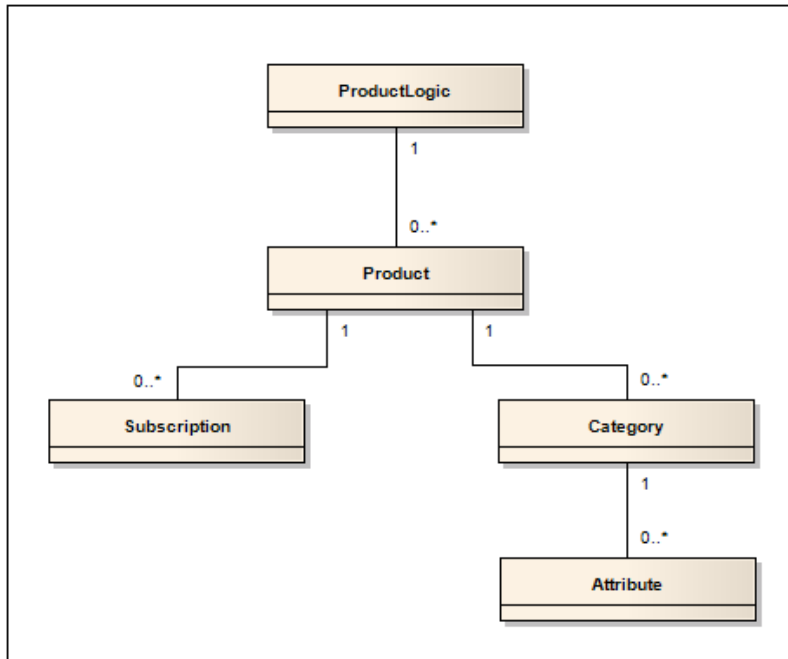 ProductLogic
1
0..*
Product
1
1
0..*
0..*
Subscription
Category
1
0..*
Attribute